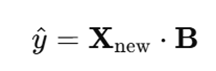 ŷ = X_new · B